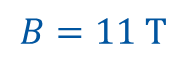 B = 11 T